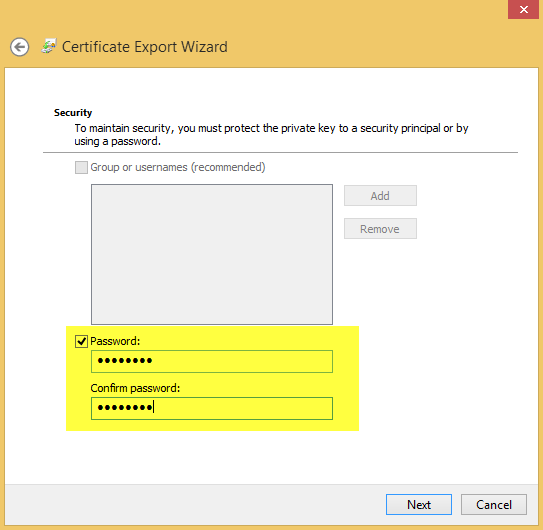 Certificate Export Wizard
Security
To maintain security, you must protect the private key to a security principal or by
using a password.
Group or usernames (recommended)
Add
Remove
Password:
●●●●●●●●
Confirm password:
●●●●●●●●
Next
Cancel